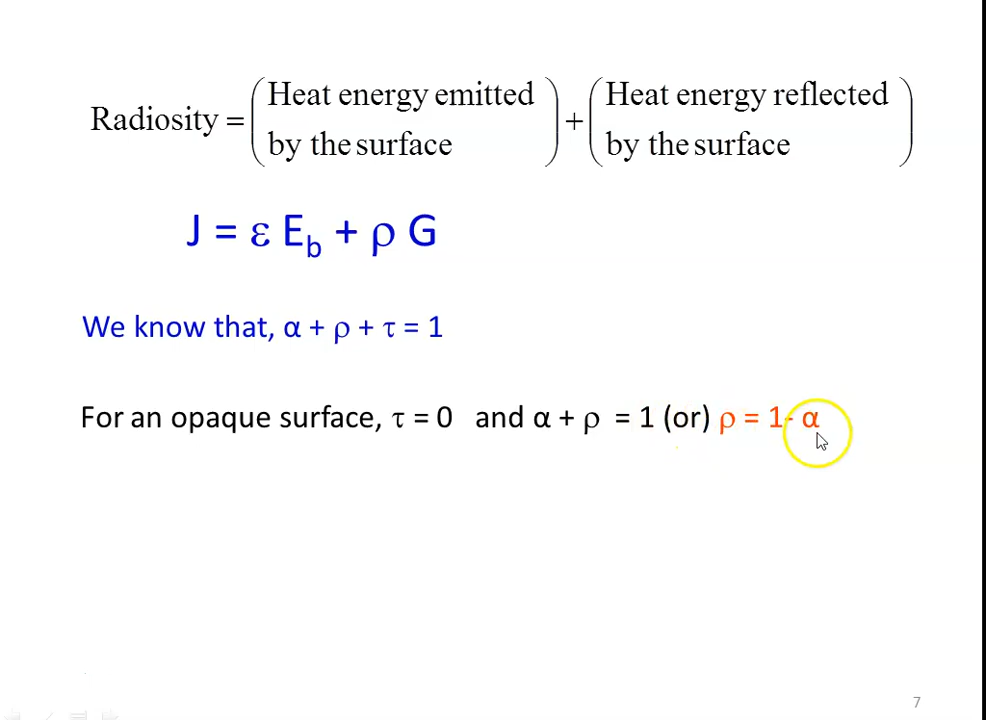 Radiosity = (Heat energy emitted by the surface) + (Heat energy reflected by the surface)
J = ε E_b + ρ G
We know that, α + ρ + τ = 1
For an opaque surface, τ = 0 and α + ρ = 1 (or) ρ = 1- α
7